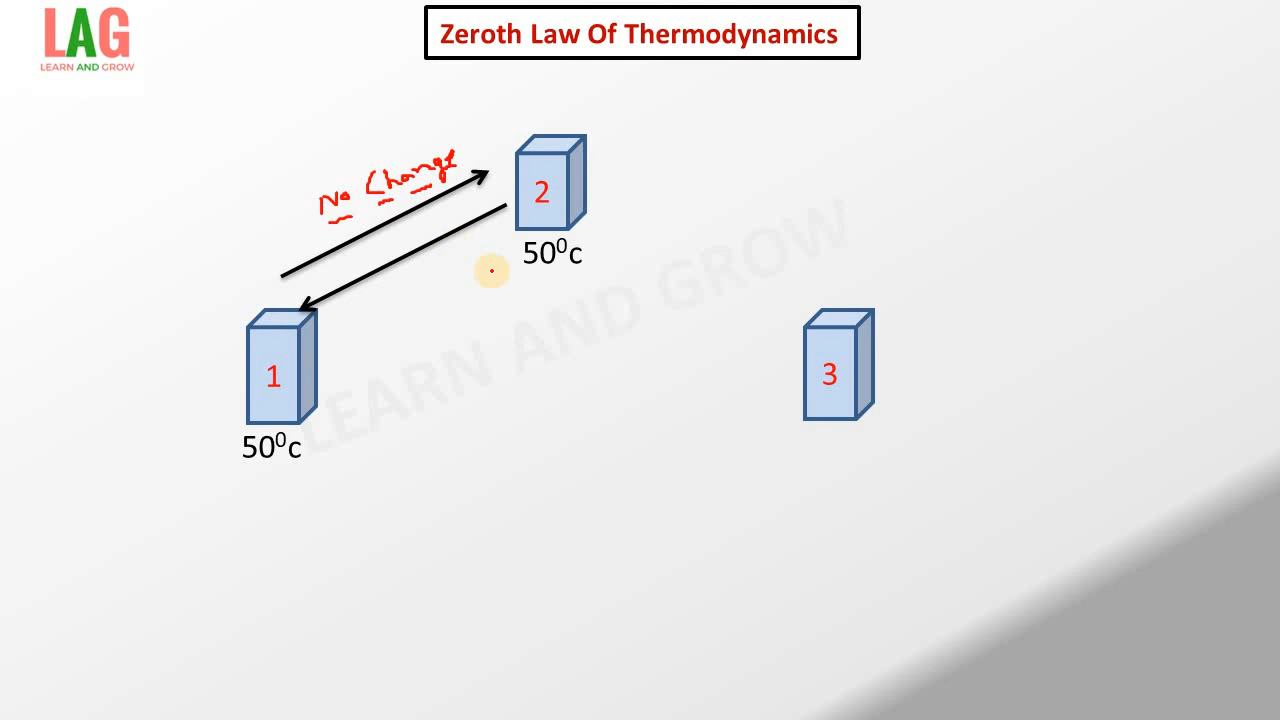 LAG
LEARN AND GROW
Zeroth Law Of Thermodynamics
No Change
2
50⁰c
1
50⁰c
3
LEARN AND GROW